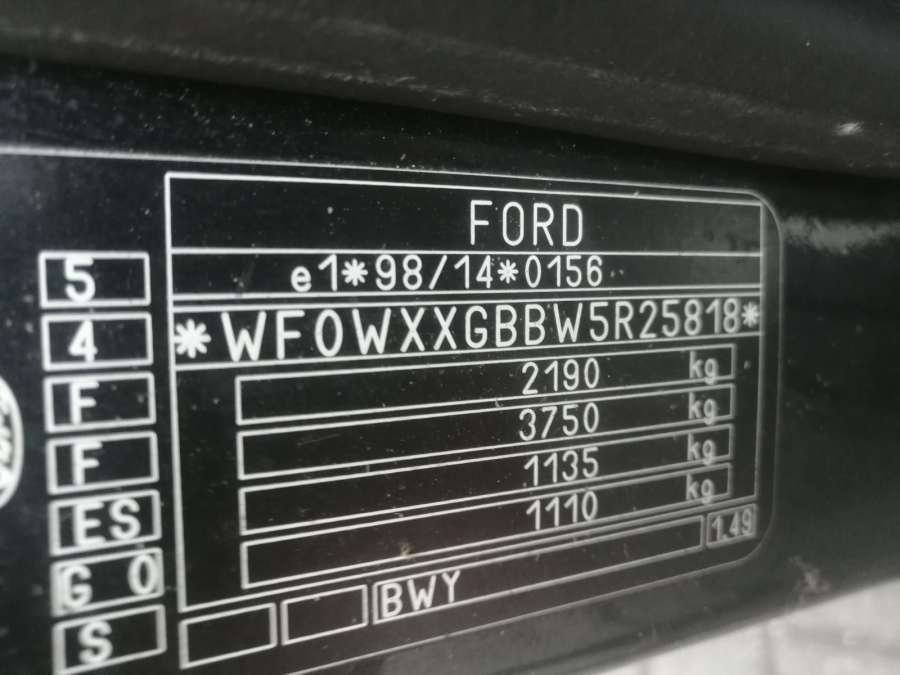 FORD
5
e1*98/14*0156
4
*WF0WXXGBBW5R25818*
F
2190 kg
3750 kg
F
1135 kg
ES
1110 kg
1.49
G 0
BWY
S